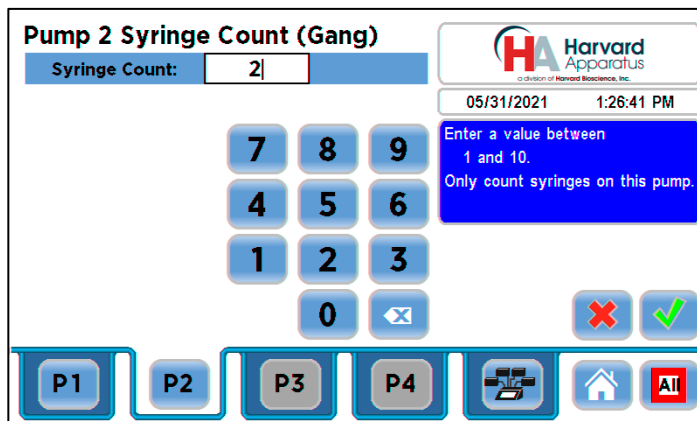 Pump 2 Syringe Count (Gang)
Syringe Count: 2
HA Harvard
Apparatus
a division of Harvard Bioscience, Inc.
05/31/2021 1:26:41 PM
Enter a value between
1 and 10.
Only count syringes on this pump.
7 8 9
4 5 6
1 2 3
0 X
P1 P2 P3 P4 All